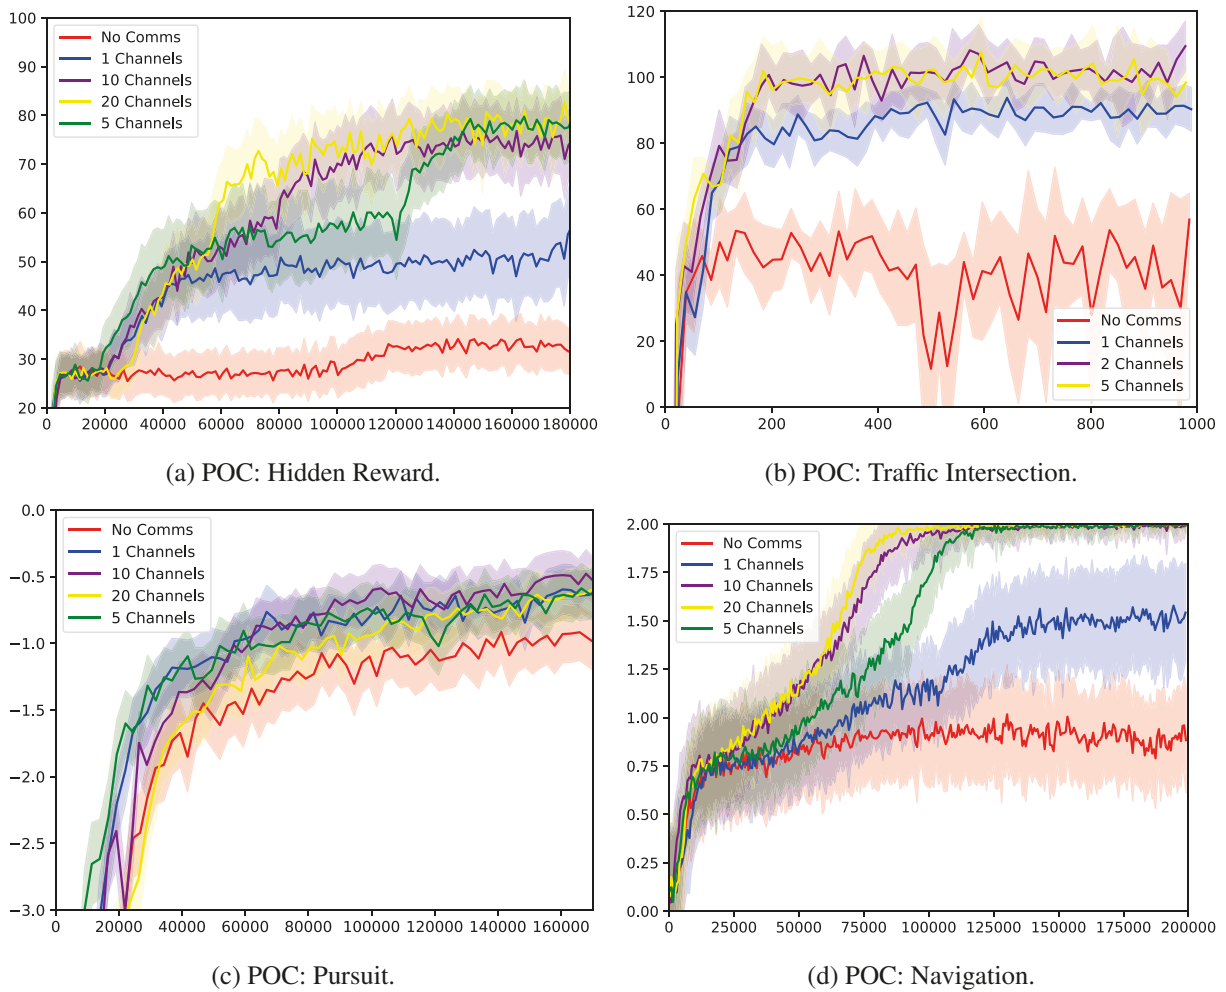 100
90
80
70
60
50
40
30
20
No Comms
1 Channels
10 Channels
20 Channels
5 Channels
0 20000 40000 60000 80000 100000 120000 140000 160000 180000
(a) POC: Hidden Reward.
120
100
80
60
40
20
0
No Comms
1 Channels
2 Channels
5 Channels
0 200 400 600 800 1000
(b) POC: Traffic Intersection.
0.0
−0.5
−1.0
−1.5
−2.0
−2.5
−3.0
No Comms
1 Channels
10 Channels
20 Channels
5 Channels
0 20000 40000 60000 80000 100000 120000 140000 160000
(c) POC: Pursuit.
2.00
1.75
1.50
1.25
1.00
0.75
0.50
0.25
0.00
No Comms
1 Channels
10 Channels
20 Channels
5 Channels
0 25000 50000 75000 100000 125000 150000 175000 200000
(d) POC: Navigation.